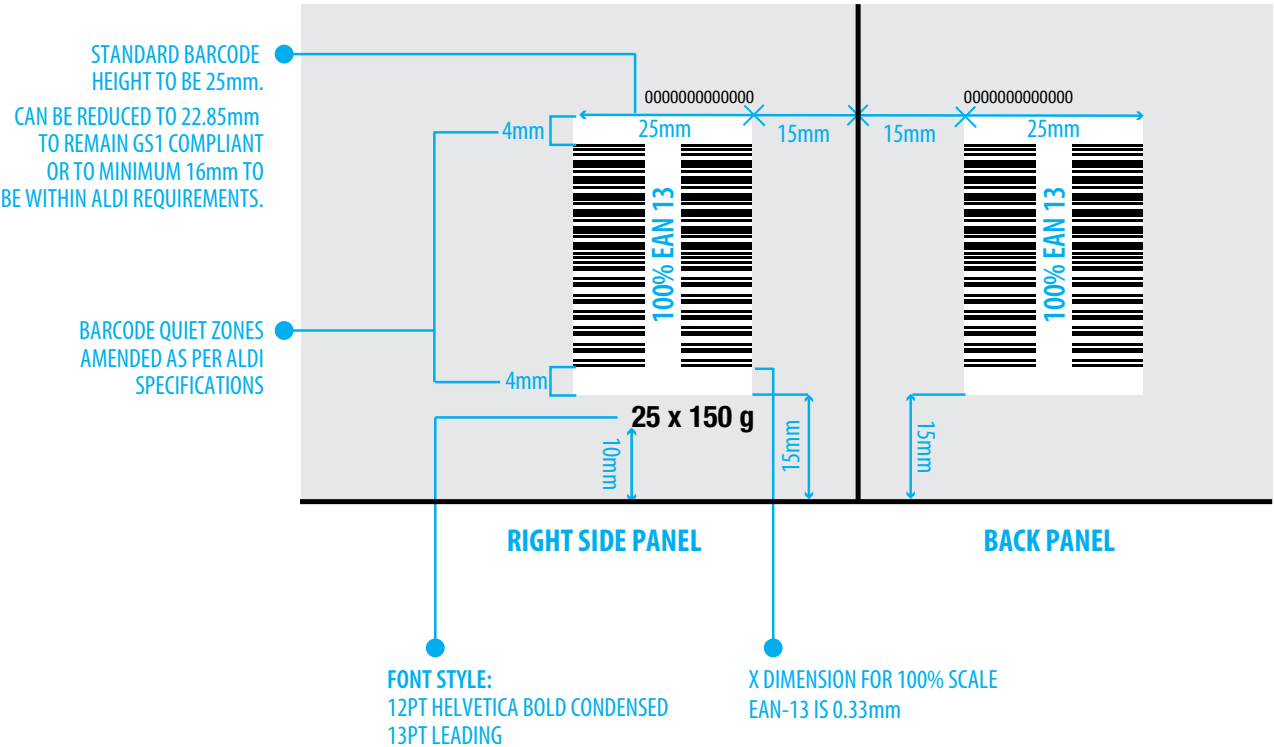 STANDARD BARCODE
HEIGHT TO BE 25mm.
CAN BE REDUCED TO 22.85mm
TO REMAIN GS1 COMPLIANT
OR TO MINIMUM 16mm TO
BE WITHIN ALDI REQUIREMENTS.
BARCODE QUIET ZONES
AMENDED AS PER ALDI
SPECIFICATIONS
0000000000000
4mm
25mm
15mm
100% EAN 13
4mm
25 x 150 g
10mm
15mm
0000000000000
15mm
25mm
100% EAN 13
15mm
RIGHT SIDE PANEL
BACK PANEL
FONT STYLE:
12PT HELVETICA BOLD CONDENSED
13PT LEADING
X DIMENSION FOR 100% SCALE
EAN-13 IS 0.33mm